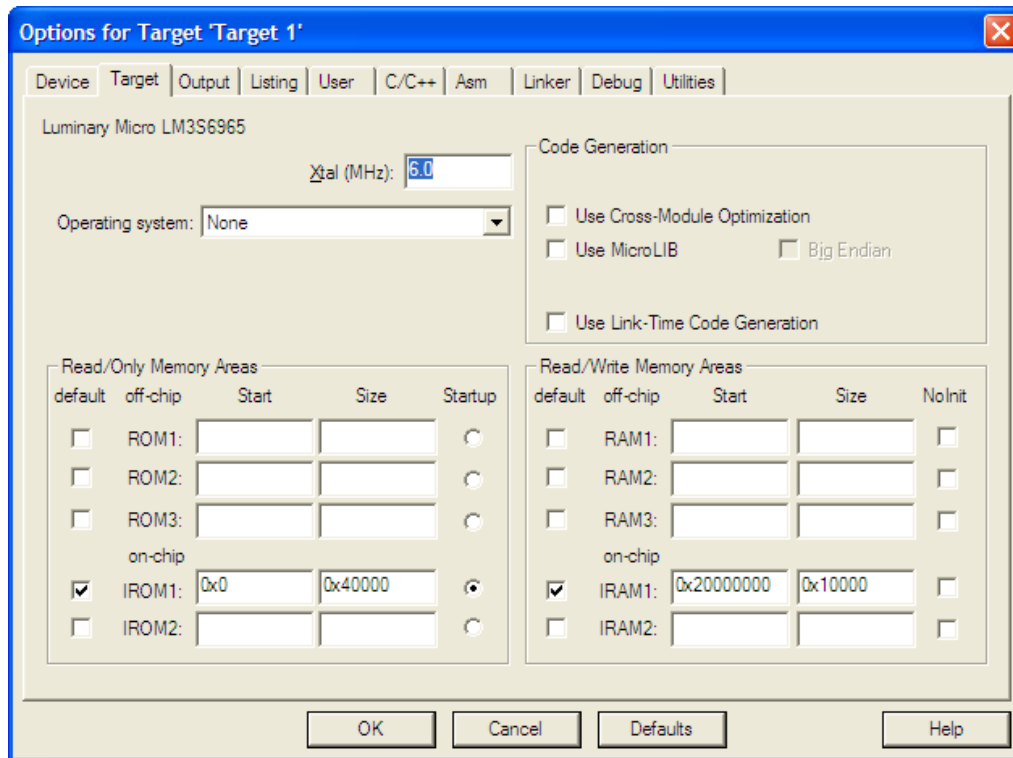 Options for Target 'Target 1'
Device Target Output Listing User C/C++ Asm Linker Debug Utilities
Luminary Micro LM3S6965
Xtal (MHz): 6.0
Operating system: None
Code Generation
Use Cross-Module Optimization
Use MicroLIB Big Endian
Use Link-Time Code Generation
Read/Only Memory Areas
default off-chip Start Size Startup
ROM1:
ROM2:
ROM3:
on-chip
IROM1: 0x0 0x40000
IROM2:
Read/Write Memory Areas
default off-chip Start Size NoInit
RAM1:
RAM2:
RAM3:
on-chip
IRAM1: 0x20000000 0x10000
IRAM2:
OK Cancel Defaults Help